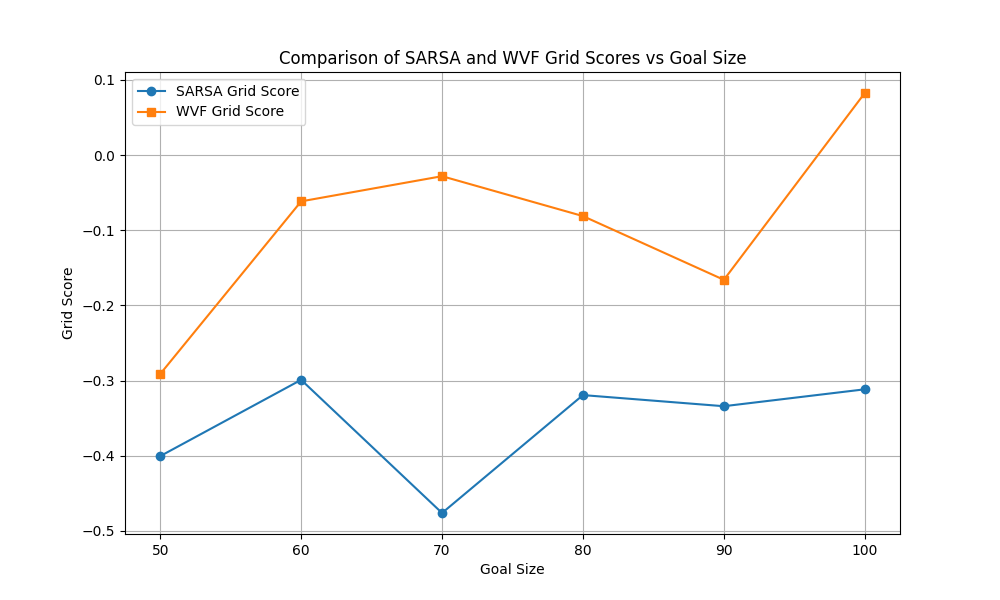 Comparison of SARSA and WVF Grid Scores vs Goal Size
SARSA Grid Score
WVF Grid Score
Grid Score
0.1
0.0
−0.1
−0.2
−0.3
−0.4
−0.5
50 60 70 80 90 100
Goal Size